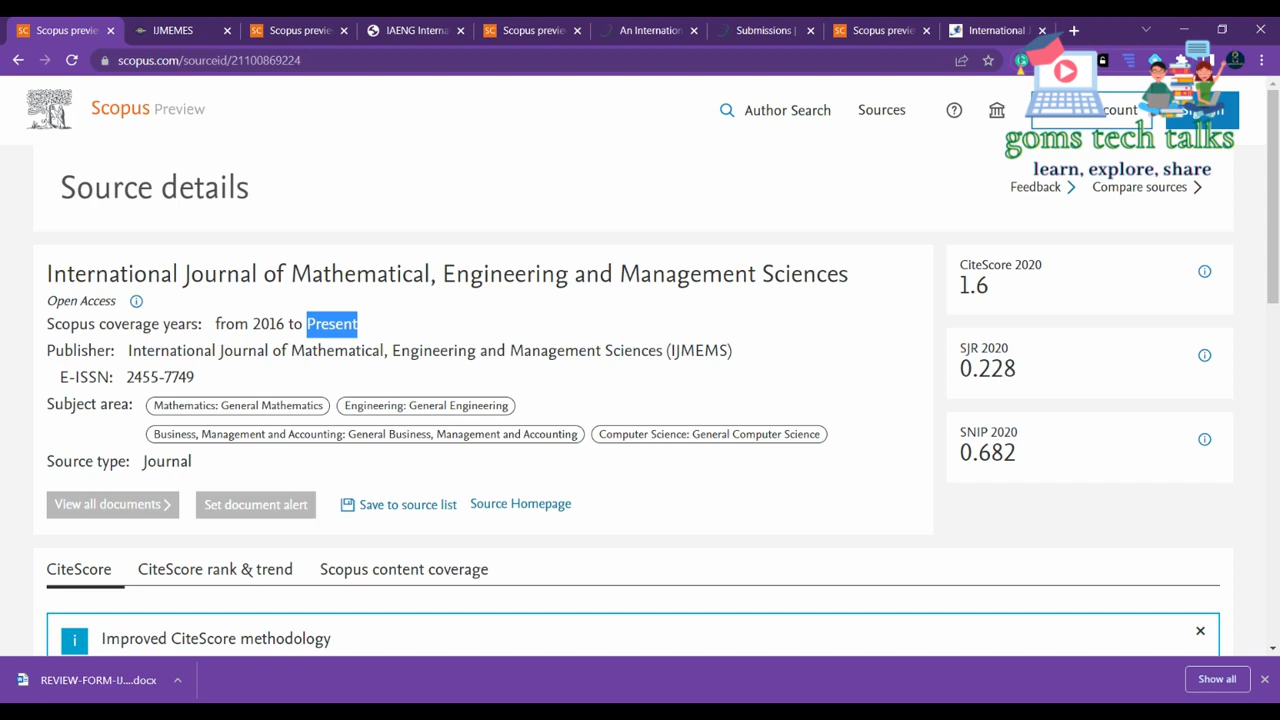 Scopus previe
IJMEMES
Scopus previe
IAENG Interna
Scopus previe
An Internation
Submissions |
Scopus previe
International J
scopus.com/sourceid/21100869224
Scopus Preview
Author Search
Sources
count
goms tech talks
learn, explore, share
Source details
Feedback
Compare sources
International Journal of Mathematical, Engineering and Management Sciences
Open Access
Scopus coverage years: from 2016 to Present
Publisher: International Journal of Mathematical, Engineering and Management Sciences (IJMEMS)
E-ISSN: 2455-7749
Subject area: Mathematics: General Mathematics Engineering: General Engineering
Business, Management and Accounting: General Business, Management and Accounting Computer Science: General Computer Science
Source type: Journal
View all documents
Set document alert
Save to source list
Source Homepage
CiteScore 2020
1.6
SJR 2020
0.228
SNIP 2020
0.682
CiteScore
CiteScore rank & trend
Scopus content coverage
Improved CiteScore methodology
REVIEW-FORM-IJ....docx
Show all